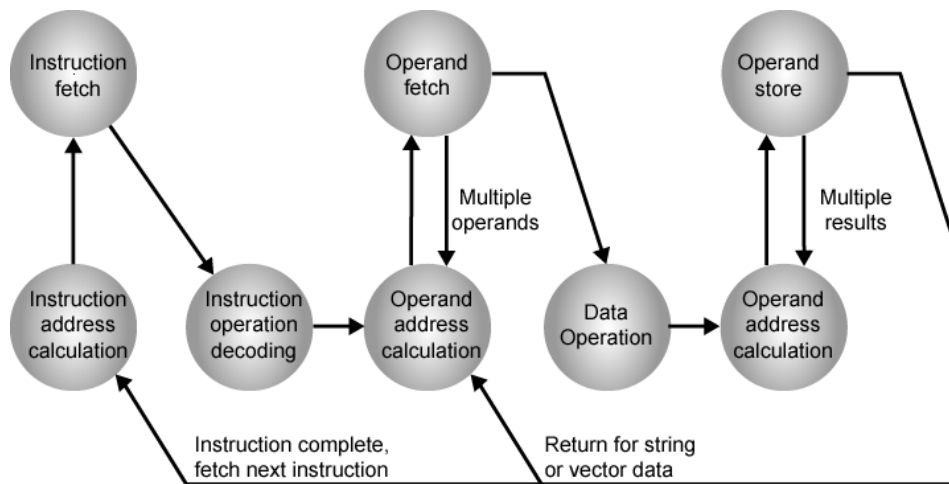 Instruction
fetch
Operand
fetch
Operand
store
Multiple
operands
Multiple
results
Instruction
address
calculation
Instruction
operation
decoding
Operand
address
calculation
Data
Operation
Operand
address
calculation
Instruction complete,
fetch next instruction
Return for string
or vector data